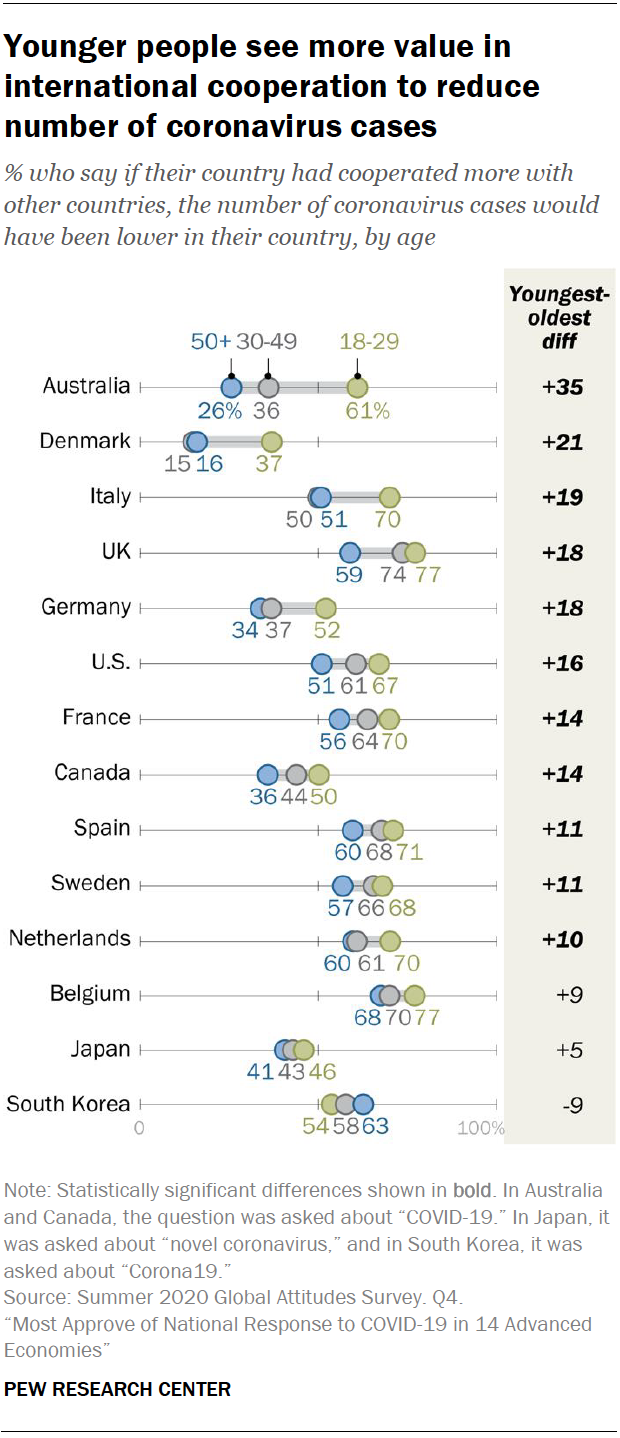 Younger people see more value in
international cooperation to reduce
number of coronavirus cases
% who say if their country had cooperated more with
other countries, the number of coronavirus cases would
have been lower in their country, by age
Youngest-
oldest
diff
50+ 30-49 18-29
Australia +35
26% 36 61%
Denmark +21
15 16 37
Italy +19
50 51 70
UK +18
59 74 77
Germany +18
34 37 52
U.S. +16
51 61 67
France +14
56 64 70
Canada +14
36 44 50
Spain +11
60 68 71
Sweden +11
57 66 68
Netherlands +10
60 61 70
Belgium +9
68 70 77
Japan +5
41 43 46
South Korea -9
0 54 58 63 100%
Note: Statistically significant differences shown in bold. In Australia
and Canada, the question was asked about “COVID-19.” In Japan, it
was asked about “novel coronavirus,” and in South Korea, it was
asked about “Corona19.”
Source: Summer 2020 Global Attitudes Survey. Q4.
“Most Approve of National Response to COVID-19 in 14 Advanced
Economies”
PEW RESEARCH CENTER